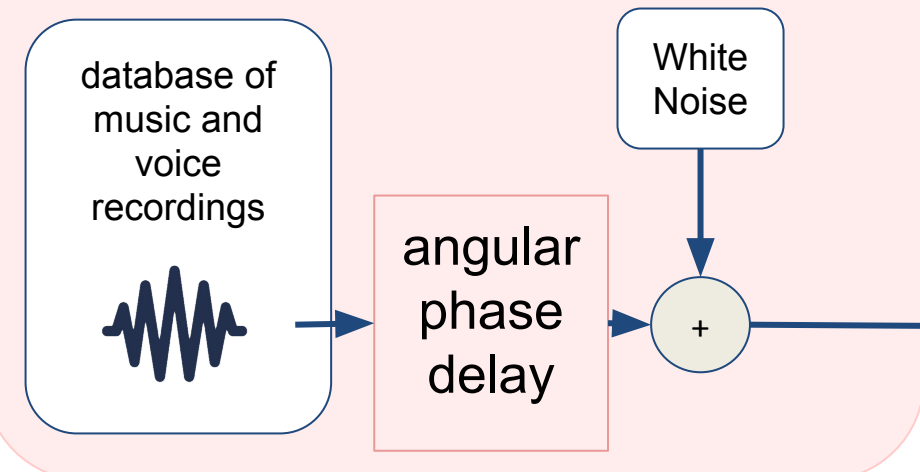 database of
music and
voice
recordings
angular
phase
delay
White
Noise
+